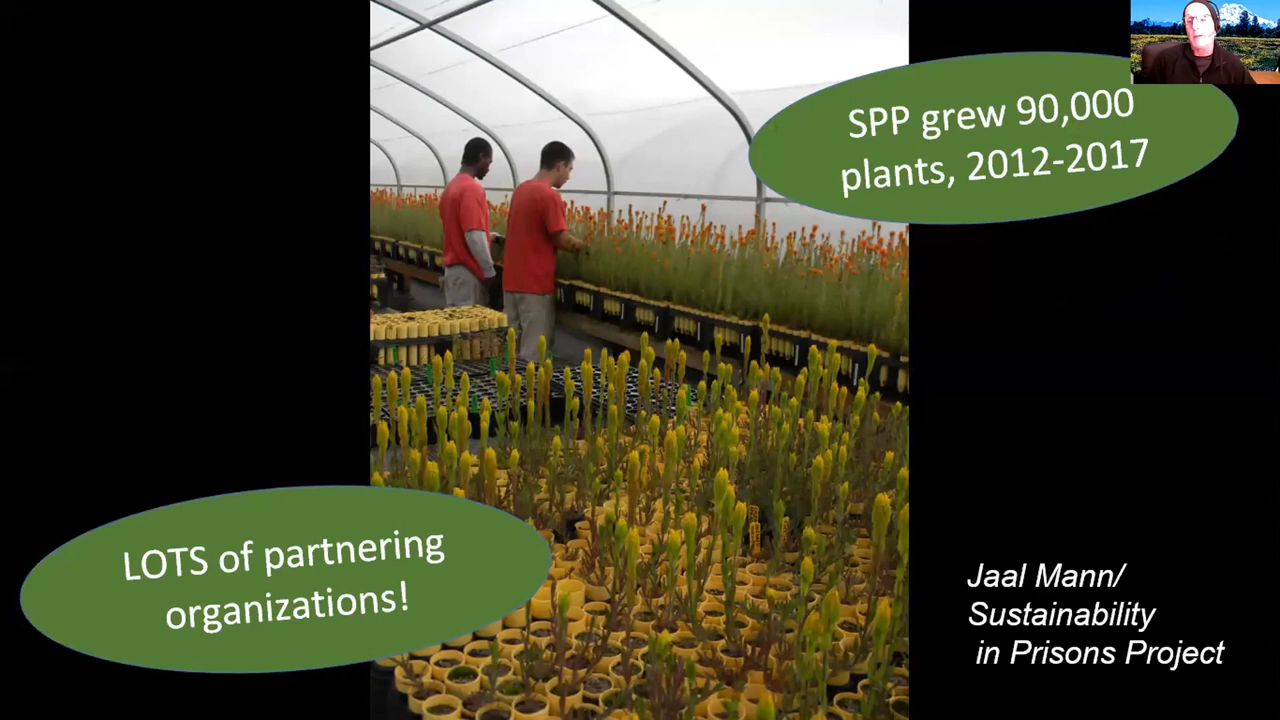 SPP grew 90,000
plants, 2012-2017
LOTS of partnering
organizations!
Jaal Mann/
Sustainability
in Prisons Project